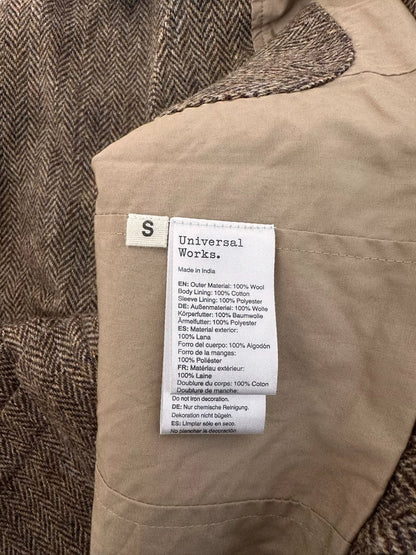 S
Universal
Works.
Made in India
EN: Outer Material: 100% Wool
Body Lining: 100% Cotton
Sleeve Lining: 100% Polyester
DE: Außenmaterial: 100% Wolle
Körperfutter: 100% Baumwolle
Ärmelfutter: 100% Polyester
ES: Material exterior:
100% Lana
Forro del cuerpo: 100% Algodón
Forro de la mangas:
100% Poliéster
FR: Matériau extérieur:
100% Laine
Doublure du corps: 100% Coton
Doublure de manche:
Do not Iron decoration.
DE: Nur chemische Reinigung.
Dekoration nicht bügeln.
ES: Limpiar sólo en seco.
No planchar la decoración.